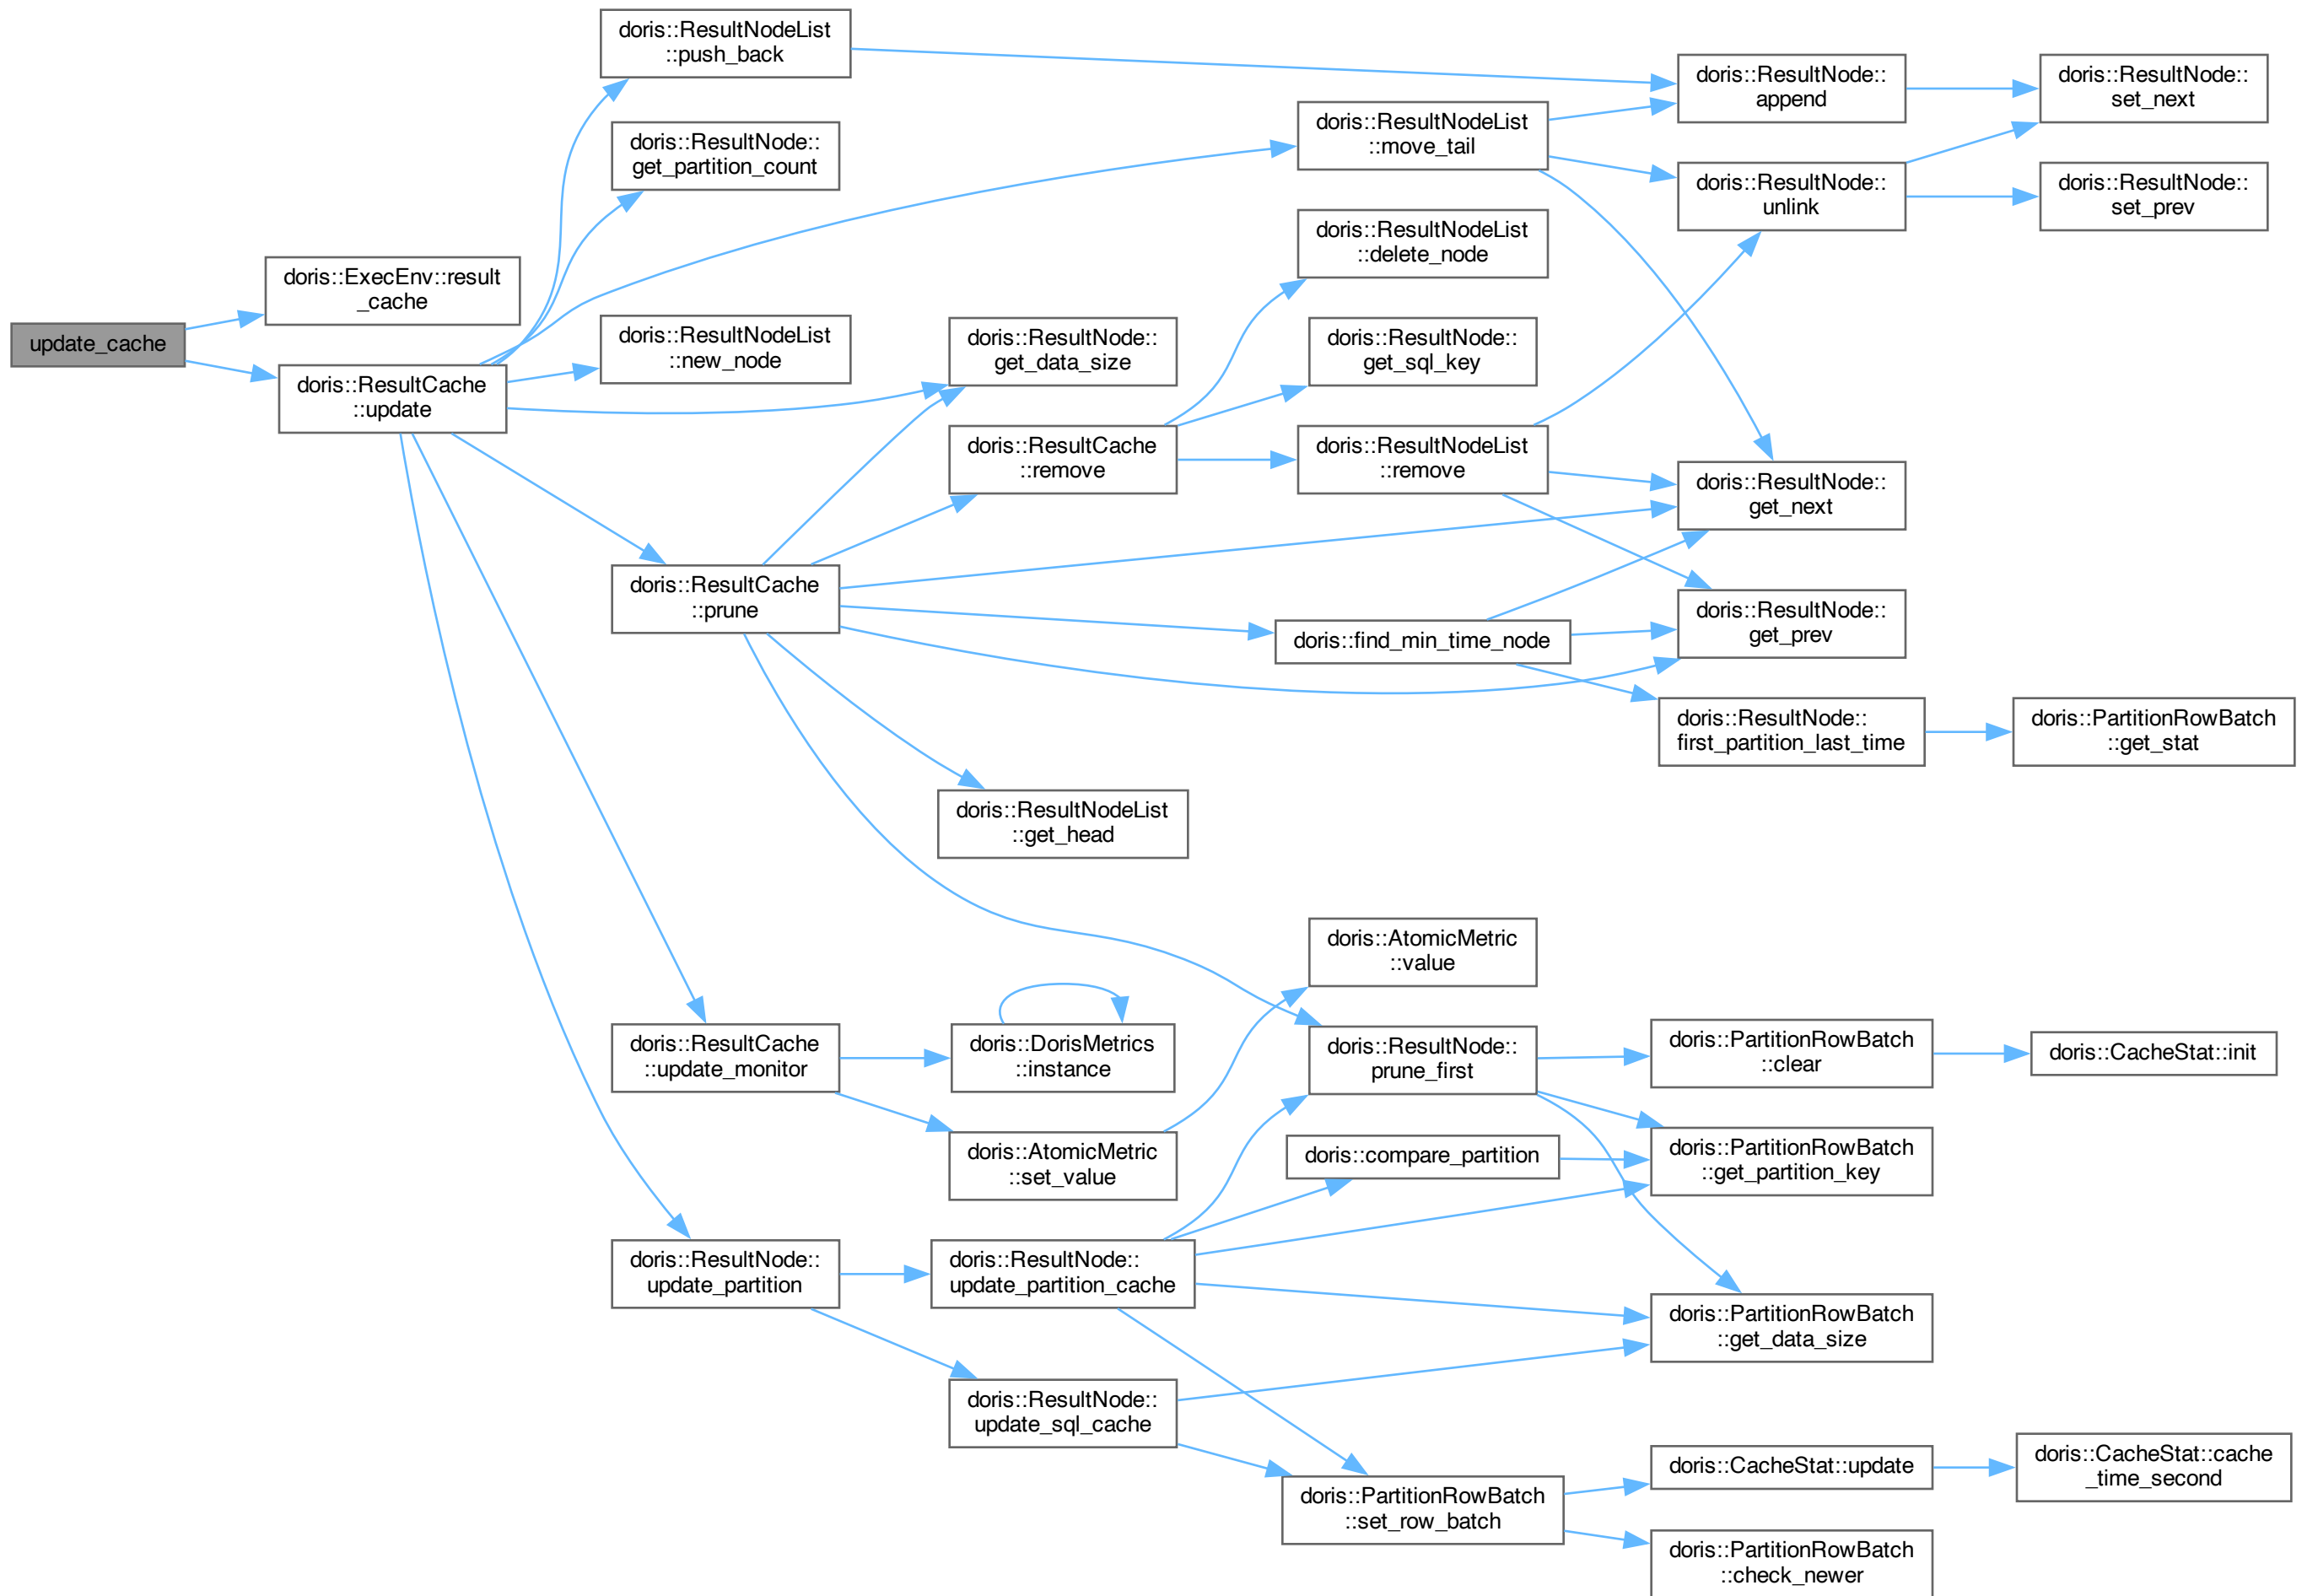 doris::ResultNodeList
::push_back
doris::ResultNode::
append
doris::ResultNode::
set_next
doris::ResultNodeList
::move_tail
doris::ResultNode::
get_partition_count
doris::ResultNode::
unlink
doris::ResultNode::
set_prev
doris::ResultNodeList
::delete_node
doris::ExecEnv::result
_cache
update_cache
doris::ResultNodeList
::new_node
doris::ResultNode::
get_data_size
doris::ResultNode::
get_sql_key
doris::ResultCache
::update
doris::ResultCache
::remove
doris::ResultNodeList
::remove
doris::ResultNode::
get_next
doris::ResultCache
::prune
doris::find_min_time_node
doris::ResultNode::
get_prev
doris::ResultNode::
first_partition_last_time
doris::PartitionRowBatch
::get_stat
doris::ResultNodeList
::get_head
doris::AtomicMetric
::value
doris::ResultCache
::update_monitor
doris::DorisMetrics
::instance
doris::ResultNode::
prune_first
doris::PartitionRowBatch
::clear
doris::CacheStat::init
doris::AtomicMetric
::set_value
doris::compare_partition
doris::PartitionRowBatch
::get_partition_key
doris::ResultNode::
update_partition
doris::ResultNode::
update_partition_cache
doris::PartitionRowBatch
::get_data_size
doris::ResultNode::
update_sql_cache
doris::PartitionRowBatch
::set_row_batch
doris::CacheStat::update
doris::CacheStat::cache
_time_second
doris::PartitionRowBatch
::check_newer